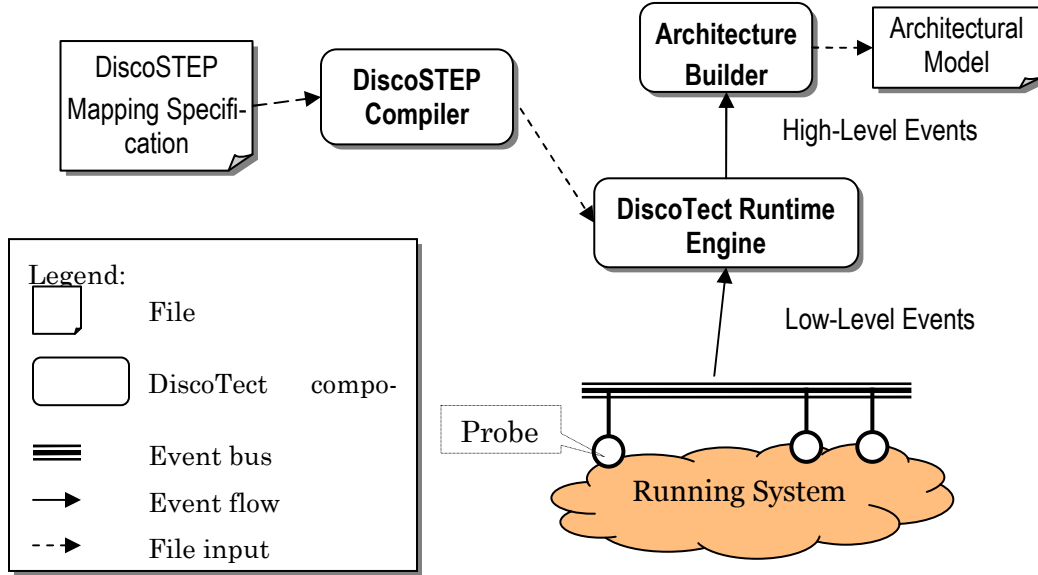 DiscoSTEP
Mapping Specifi-
cation
DiscoSTEP
Compiler
Architecture
Builder
Architectural
Model
High-Level Events
DiscoTect Runtime
Engine
Low-Level Events
Legend:
File
DiscoTect compo-
Event bus
Event flow
File input
Probe
Running System